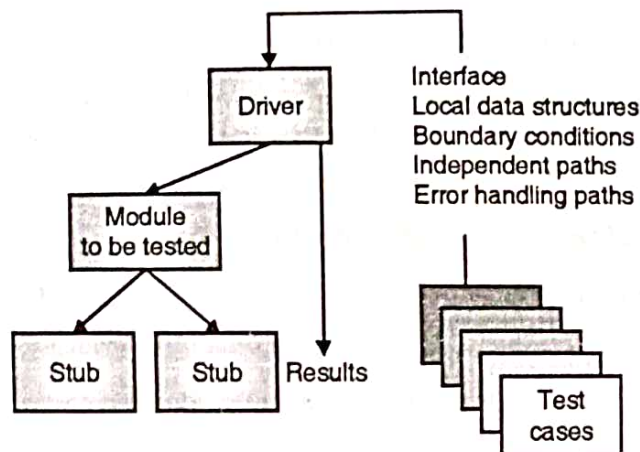 Driver
Interface
Local data structures
Boundary conditions
Independent paths
Error handling paths
Module
to be tested
Stub
Stub
Results
Test
cases